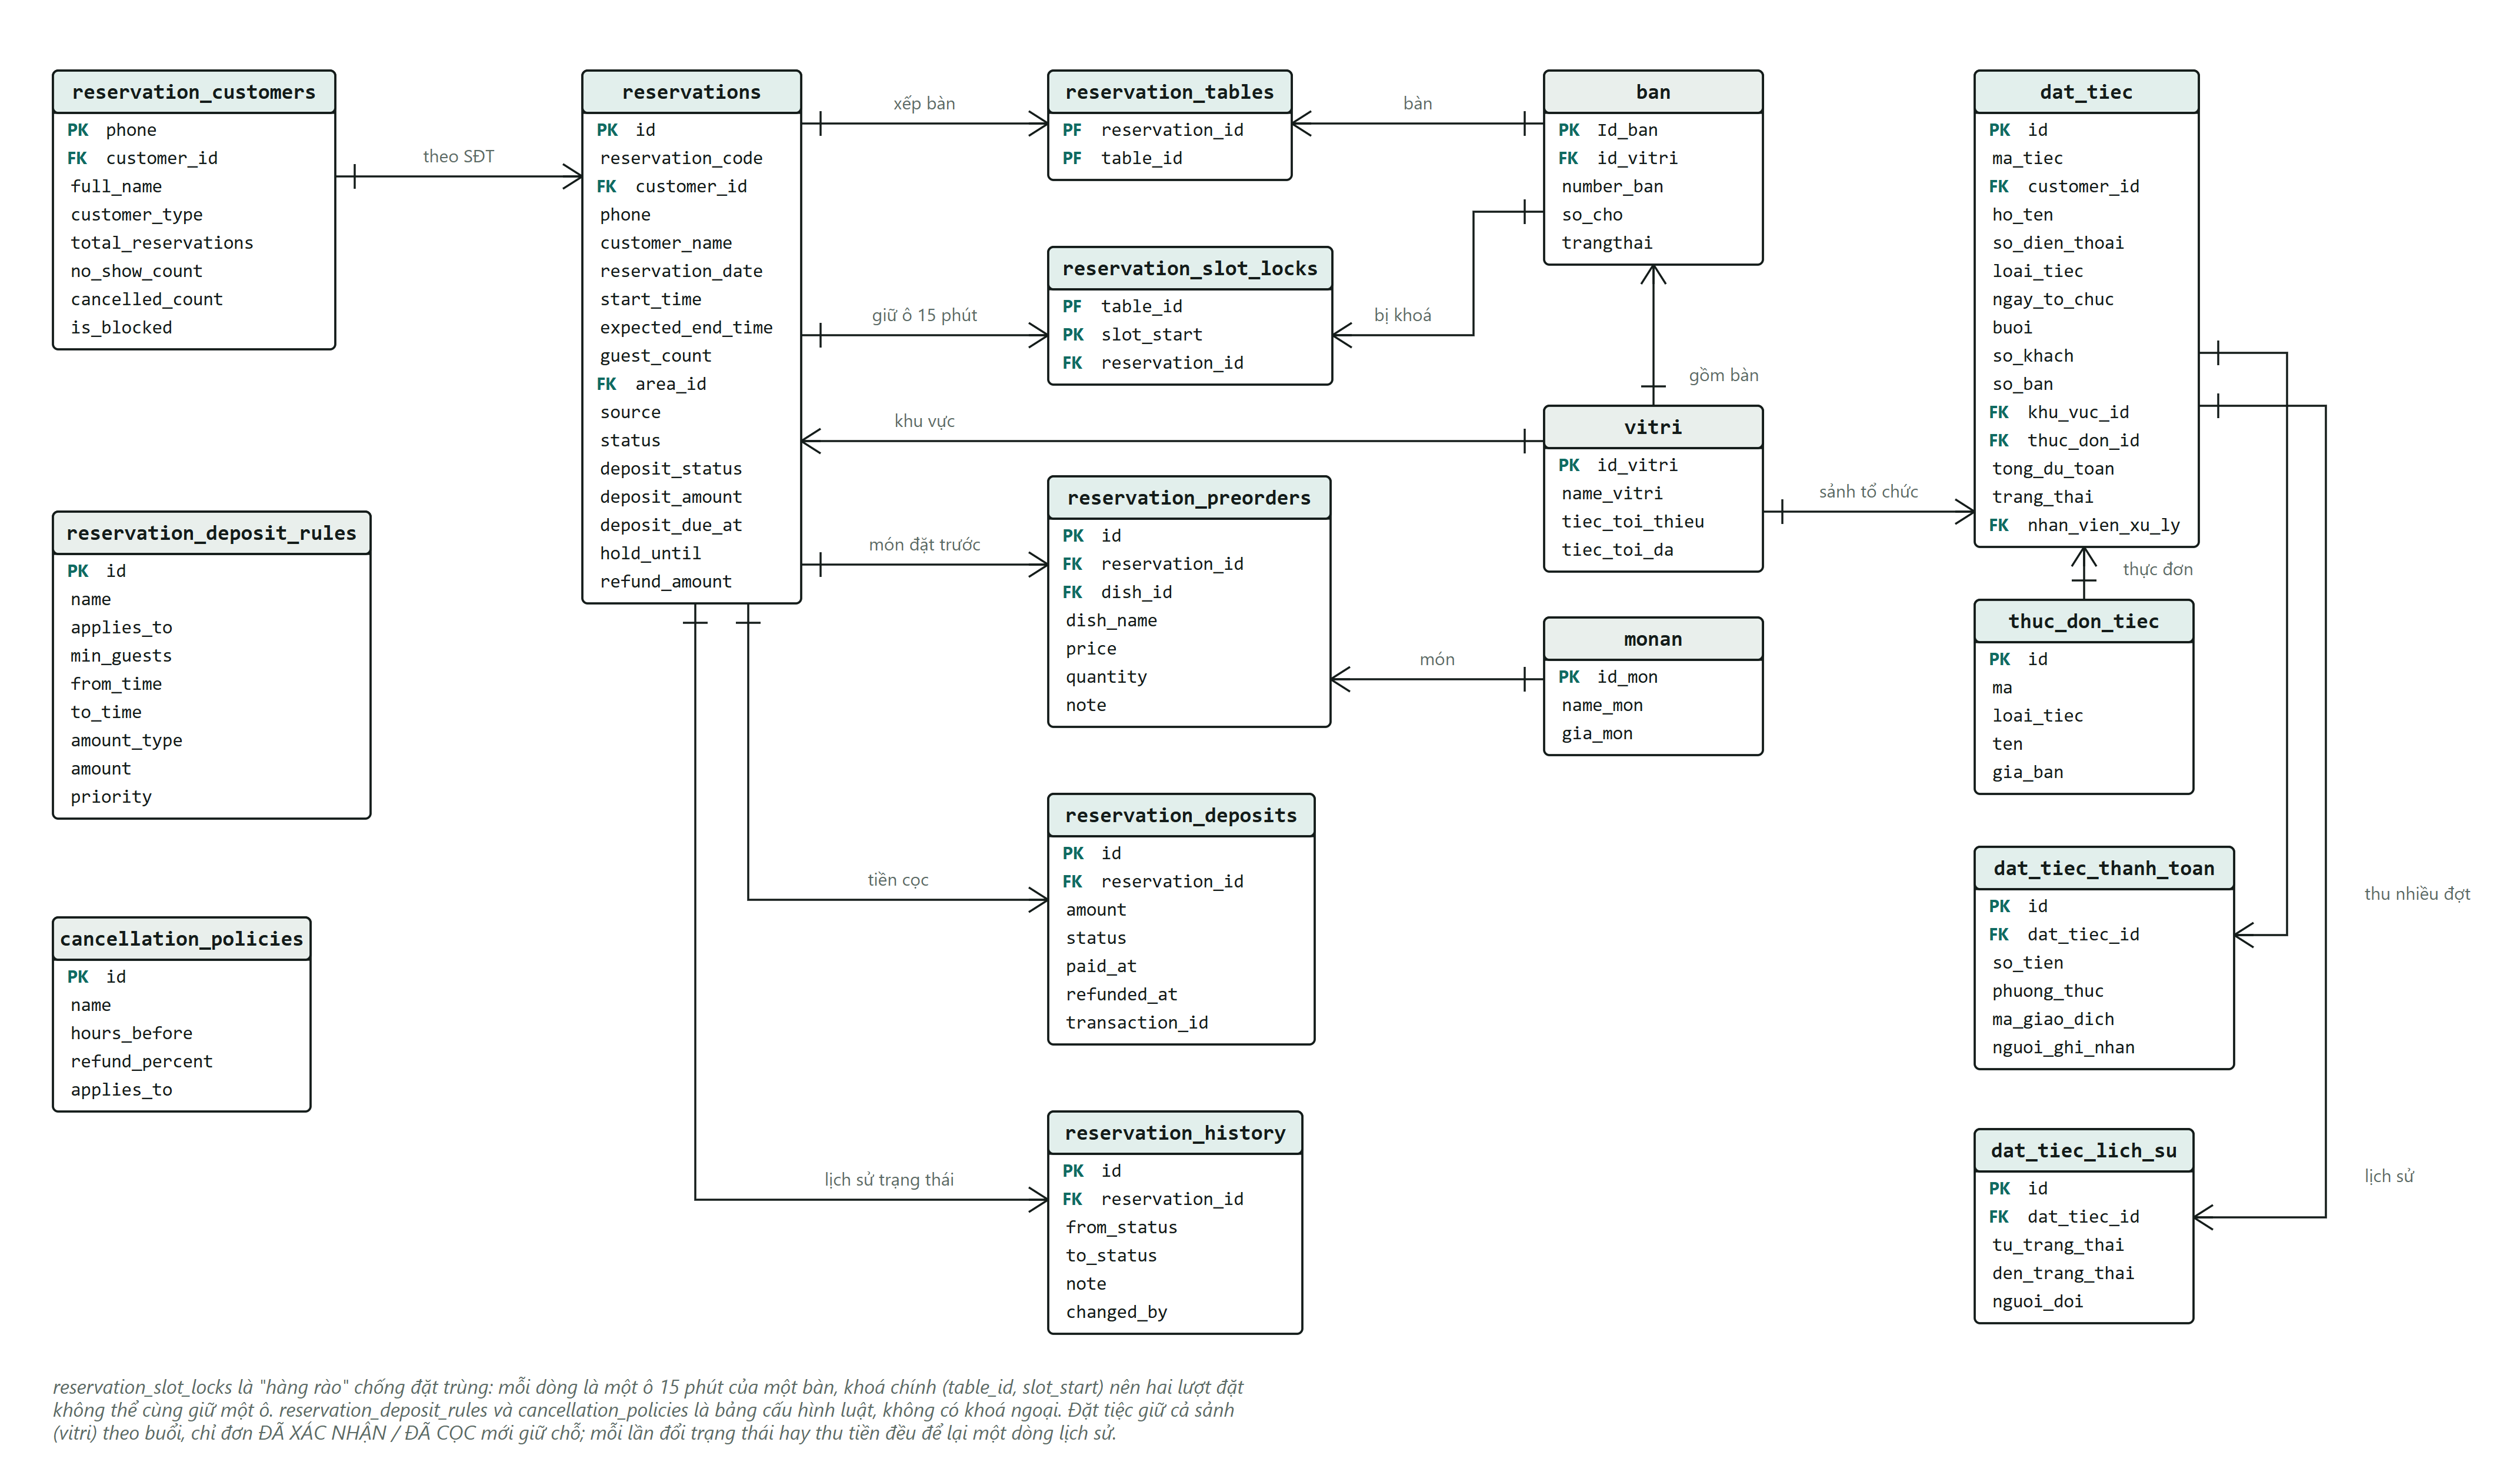 reservation_customers
PK phone
FK customer_id
full_name
customer_type
total_reservations
no_show_count
cancelled_count
is_blocked
theo SĐT
reservation_deposit_rules
PK id
name
applies_to
min_guests
from_time
to_time
amount_type
amount
priority
cancellation_policies
PK id
name
hours_before
refund_percent
applies_to
reservations
PK id
reservation_code
FK customer_id
phone
customer_name
reservation_date
start_time
expected_end_time
guest_count
FK area_id
source
status
deposit_status
deposit_amount
deposit_due_at
hold_until
refund_amount
xếp bàn
giữ ô 15 phút
khu vực
món đặt trước
tiền cọc
lịch sử trạng thái
reservation_tables
PF reservation_id
PF table_id
reservation_slot_locks
PF table_id
PK slot_start
FK reservation_id
reservation_preorders
PK id
FK reservation_id
FK dish_id
dish_name
price
quantity
note
reservation_deposits
PK id
FK reservation_id
amount
status
paid_at
refunded_at
transaction_id
reservation_history
PK id
FK reservation_id
from_status
to_status
note
changed_by
bàn
bị khoá
món
ban
PK Id_ban
FK id_vitri
number_ban
so_cho
trangthai
gồm bàn
vitri
PK id_vitri
name_vitri
tiec_toi_thieu
tiec_toi_da
monan
PK id_mon
name_mon
gia_mon
sảnh tổ chức
dat_tiec
PK id
ma_tiec
FK customer_id
ho_ten
so_dien_thoai
loai_tiec
ngay_to_chuc
buoi
so_khach
so_ban
FK khu_vuc_id
FK thuc_don_id
tong_du_toan
trang_thai
FK nhan_vien_xu_ly
thực đơn
thuc_don_tiec
PK id
ma
loai_tiec
ten
gia_ban
dat_tiec_thanh_toan
PK id
FK dat_tiec_id
so_tien
phuong_thuc
ma_giao_dich
nguoi_ghi_nhan
thu nhiều đợt
dat_tiec_lich_su
PK id
FK dat_tiec_id
tu_trang_thai
den_trang_thai
nguoi_doi
lịch sử
reservation_slot_locks là "hàng rào" chống đặt trùng: mỗi dòng là một ô 15 phút của một bàn, khoá chính (table_id, slot_start) nên hai lượt đặt
không thể cùng giữ một ô. reservation_deposit_rules và cancellation_policies là bảng cấu hình luật, không có khoá ngoại. Đặt tiệc giữ cả sảnh
(vitri) theo buổi, chỉ đơn ĐÃ XÁC NHẬN / ĐÃ CỌC mới giữ chỗ; mỗi lần đổi trạng thái hay thu tiền đều để lại một dòng lịch sử.